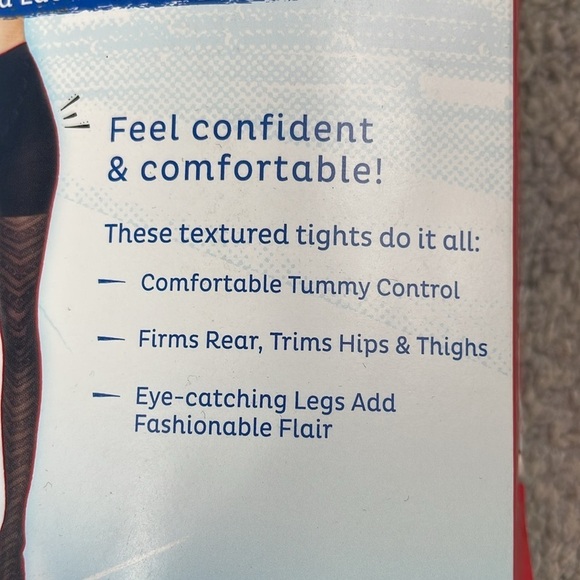 Feel confident
& comfortable!
These textured tights do it all:
Comfortable Tummy Control
Firms Rear, Trims Hips & Thighs
Eye-catching Legs Add
Fashionable Flair